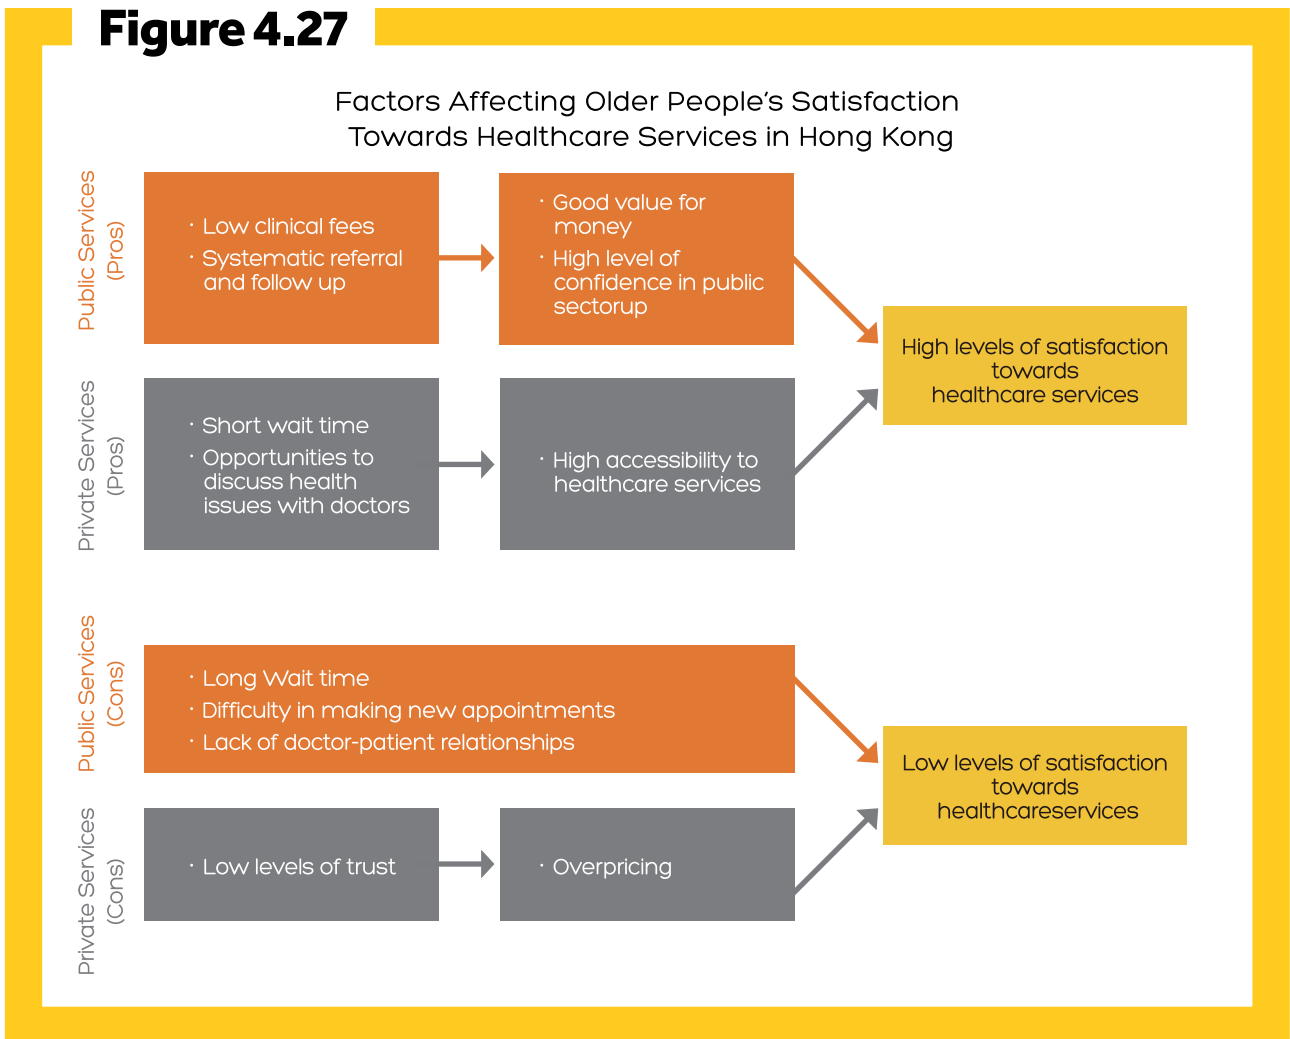 Figure 4.27
Factors Affecting Older People's Satisfaction
Towards Healthcare Services in Hong Kong
Public Services
(Pros)
· Low clinical fees
· Systematic referral
and follow up
· Good value for
money
· High level of
confidence in public
sectorup
High levels of satisfaction
towards
healthcare services
Private Services
(Pros)
· Short wait time
· Opportunities to
discuss health
issues with doctors
· High accessibility to
healthcare services
Public Services
(Cons)
· Long Wait time
· Difficulty in making new appointments
· Lack of doctor-patient relationships
Low levels of satisfaction
towards
healthcareservices
Private Services
(Cons)
· Low levels of trust
· Overpricing